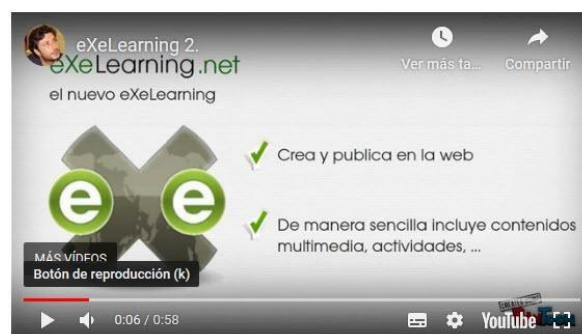 eXeLearning 2.
eXeLearning.net
Ver más ta...
Compartir
el nuevo eXeLearning
Crea y publica en la web
e e
De manera sencilla incluye contenidos
multimedia, actividades, ...
MÁS VÍDEOS
Botón de reproducción (k)
0:06 / 0:58
YouTube